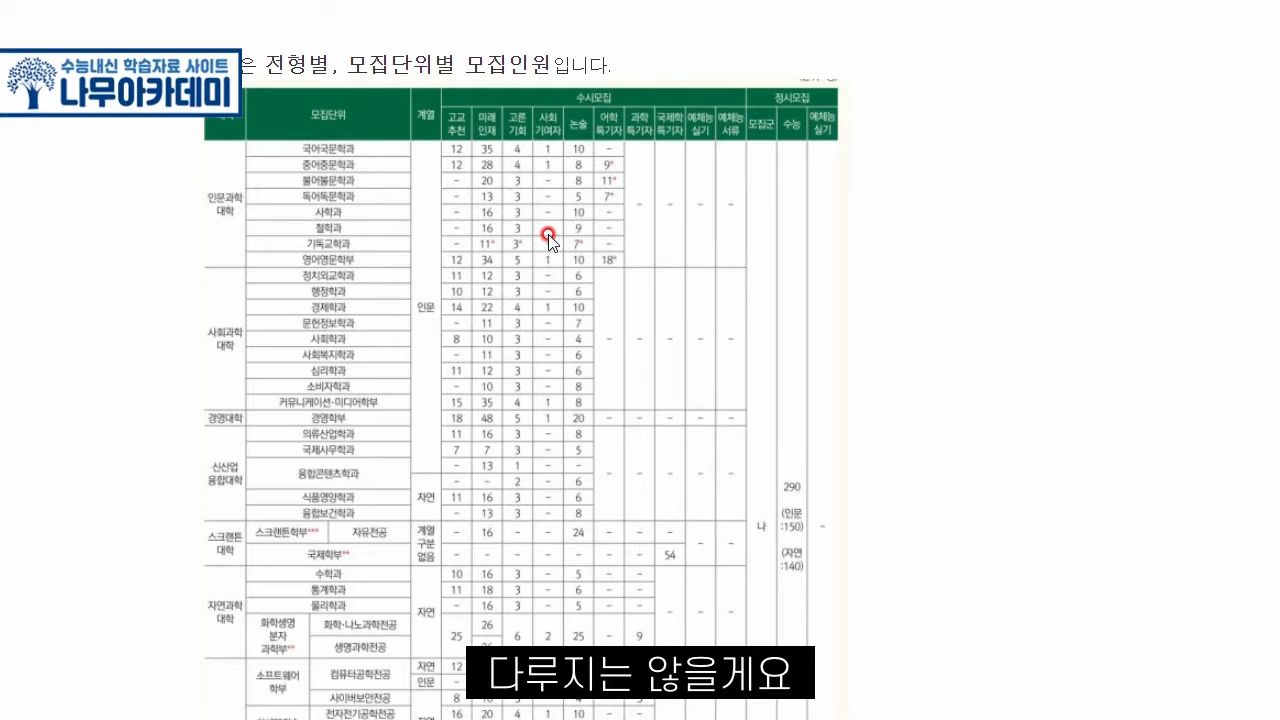 은 전형별, 모집단위별 모집인원입니다.
수능내신 학습자료 사이트
나무아카데미
모집단위 계열 수시모집 정시모집
고교추천 미래인재 고른기회 사회기여자 논술 어학특기자 과학특기자 국제학특기자 예체능실기 예체능서류 모집군 수능 예체능실기
인문과학대학
국어국문학과 12 35 4 1 10 -
중어중문학과 12 28 4 1 8 9*
불어불문학과 - 20 3 - 8 11*
독어독문학과 - 13 3 - 5 7* - - - -
사학과 - 16 3 - 10 -
철학과 - 16 3 9 -
기독교학과 - 11* 3* 7* -
영어영문학부 12 34 5 1 10 18*
사회과학대학
정치외교학과 11 12 3 - 6
행정학과 10 12 3 - 6
경제학과 인문 14 22 4 1 10
문헌정보학과 - 11 3 - 7
사회학과 8 10 3 - 4 - - - - -
사회복지학과 - 11 3 - 6
심리학과 11 12 3 - 6
소비자학과 - 10 3 - 8
커뮤니케이션·미디어학부 15 35 4 1 8
경영대학 경영학부 18 48 5 1 20 - - - - -
신산업융합대학
의류산업학과 11 16 3 - 8
국제사무학과 7 7 3 - 5
융합콘텐츠학과 - 13 1 - -
- - 2 - 6 - - - - -
식품영양학과 자연 11 16 3 - 6
융합보건학과 - 13 3 - 8
스크랜튼대학 계열구분없음
스크랜튼학부*** 자유전공 - 16 - - 24 - - -
국제학부** - - - - - - - 54 - -
나 290 (인문:150) (자연:140) -
자연과학대학 자연
수학과 10 16 3 - 5 - -
통계학과 11 18 3 - 6 - -
물리학과 - 16 3 - 5 - - - - -
화학생명분자과학부** 화학·나노과학전공 26
생명과학전공
25 6 2 25 - 9
소프트웨어학부 컴퓨터공학전공 자연 12
인문 -
사이버보안전공 8
전자전기공학전공 16 20 4 1 10 - -
다루지는 않을게요